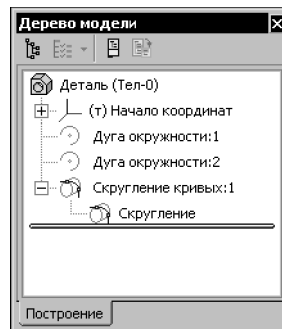 Дерево модели
Деталь (Тел-0)
(т) Начало координат
Дуга окружности:1
Дуга окружности:2
Скругление кривых:1
Скругление
Построение